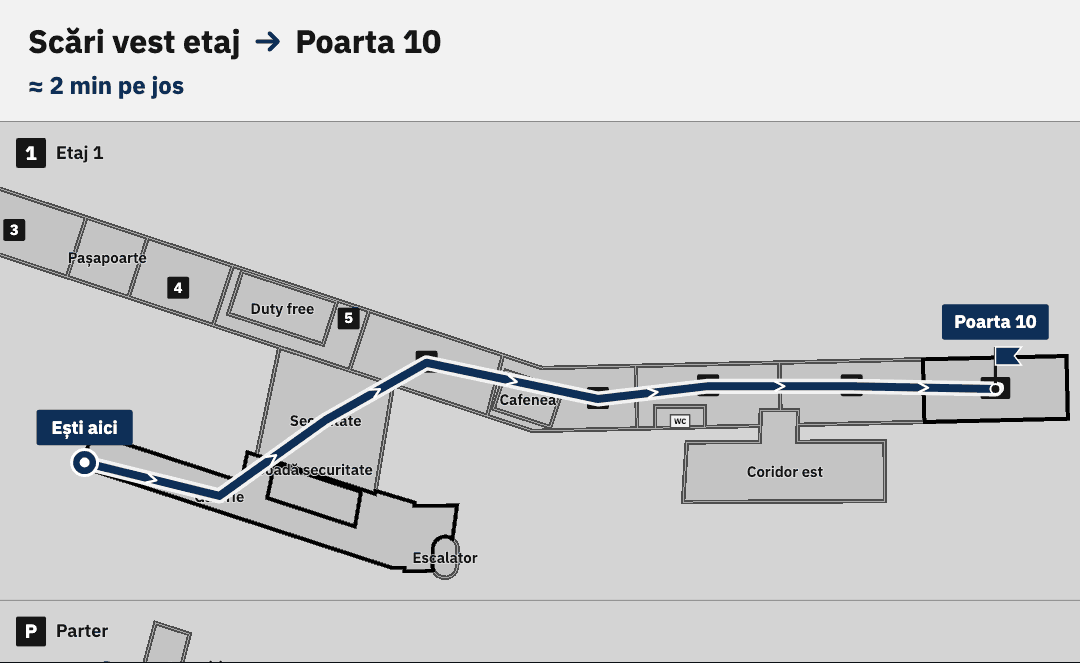 Scări vest etaj → Poarta 10
≈ 2 min pe jos
1 Etaj 1
3
Pașapoarte
4
Duty free
5
Poarta 10
Cafenea
Ești aici
WC
Coridor est
securitate
Escalator
P Parter